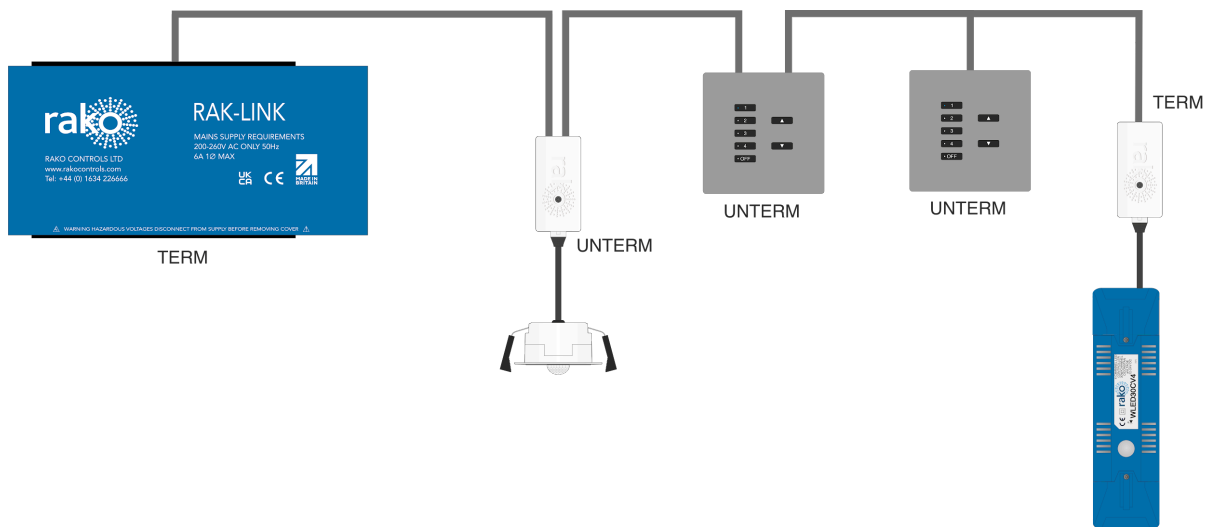 rako
RAKO CONTROLS LTD
www.rakocontrols.com
Tel: +44 (0) 1634 226666
RAK-LINK
MAINS SUPPLY REQUIREMENTS
200-260V AC ONLY 50Hz
6A 1Ø MAX
UK
CA
CE
MADE IN
BRITAIN
⚠ WARNING HAZARDOUS VOLTAGES DISCONNECT FROM SUPPLY BEFORE REMOVING COVER ⚠
TERM
rako
UNTERM
1
2
3
4
OFF
▲
▼
UNTERM
1
2
3
4
OFF
▲
▼
UNTERM
TERM
rako
CE
rako
WLED30CV4